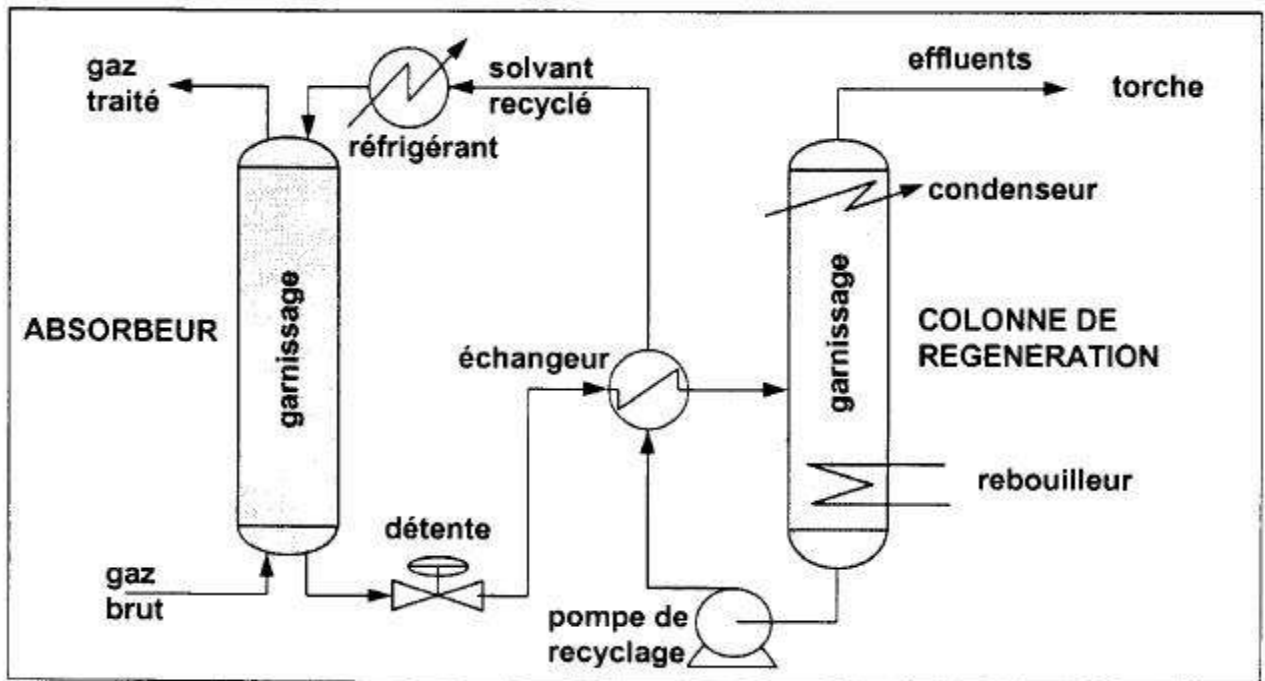 gaz
traité
solvant
recyclé
réfrigérant
effluents
torche
condenseur
ABSORBEUR
garnissage
échangeur
garnissage
COLONNE DE
REGENERATION
rebouilleur
détente
gaz
brut
pompe de
recyclage